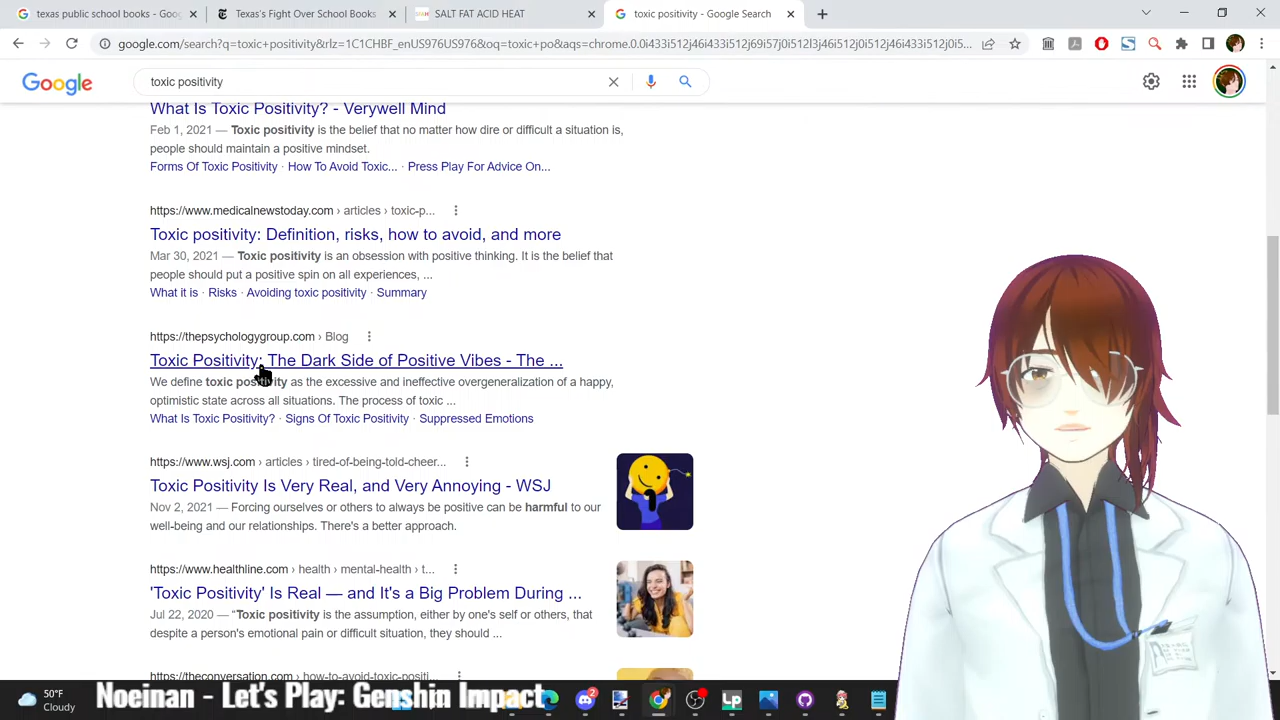 texas public school books - Goog
Texas's Fight Over School Books
SALT FAT ACID HEAT
toxic positivity - Google Search
google.com/search?q=toxic+positivity&rlz=1C1CHBF_enUS976US976&oq=toxic+po&aqs=chrome.0.0i433i512j46i433i512j69i57j0i512l3j46i512j0i512j46i433i512j0i5...
Google
toxic positivity
What Is Toxic Positivity? - Verywell Mind
Feb 1, 2021 — Toxic positivity is the belief that no matter how dire or difficult a situation is,
people should maintain a positive mindset.
Forms Of Toxic Positivity · How To Avoid Toxic... · Press Play For Advice On...
https://www.medicalnewstoday.com › articles › toxic-p...
Toxic positivity: Definition, risks, how to avoid, and more
Mar 30, 2021 — Toxic positivity is an obsession with positive thinking. It is the belief that
people should put a positive spin on all experiences, ...
What it is · Risks · Avoiding toxic positivity · Summary
https://thepsychologygroup.com › Blog
Toxic Positivity: The Dark Side of Positive Vibes - The ...
We define toxic positivity as the excessive and ineffective overgeneralization of a happy,
optimistic state across all situations. The process of toxic ...
What Is Toxic Positivity? · Signs Of Toxic Positivity · Suppressed Emotions
https://www.wsj.com › articles › tired-of-being-told-cheer...
Toxic Positivity Is Very Real, and Very Annoying - WSJ
Nov 2, 2021 — Forcing ourselves or others to always be positive can be harmful to our
well-being and our relationships. There's a better approach.
https://www.healthline.com › health › mental-health › t...
'Toxic Positivity' Is Real — and It's a Big Problem During ...
Jul 22, 2020 — “Toxic positivity is the assumption, either by one's self or others, that
despite a person's emotional pain or difficult situation, they should ...
https://theconversation.com › how-to-avoid-toxic-positivi...
50°F
Cloudy
Noeinan - Let's Play: Genshin Impact
2
LP